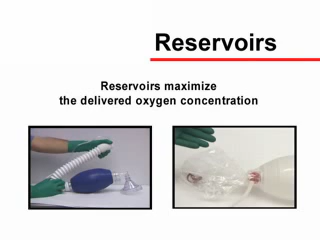 Reservoirs
Reservoirs maximize
the delivered oxygen concentration